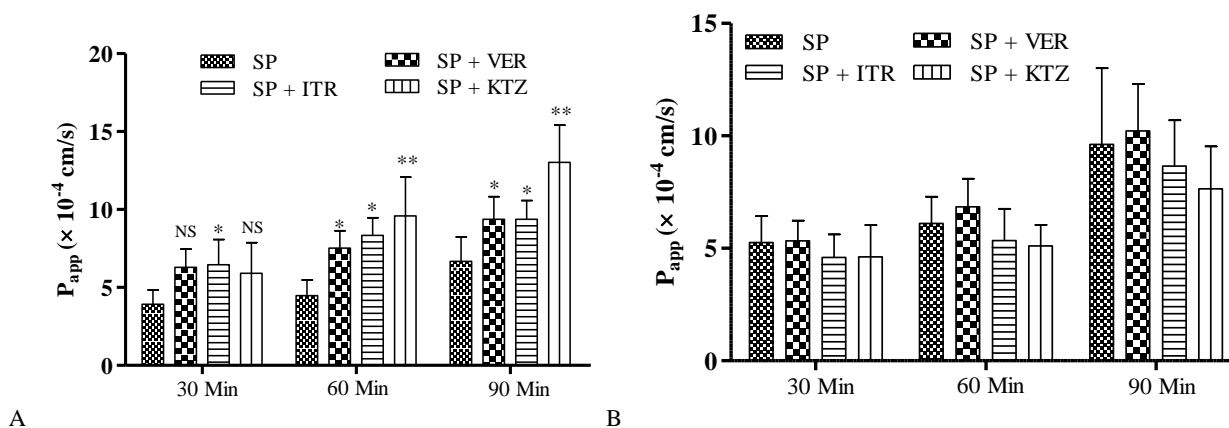 20
15
10
5
0
P_app (× 10⁻⁴ cm/s)
SP
SP + VER
SP + ITR
SP + KTZ
NS
*
NS
*
*
**
*
*
**
30 Min
60 Min
90 Min
A
15
10
5
0
P_app (× 10⁻⁴ cm/s)
SP
SP + VER
SP + ITR
SP + KTZ
30 Min
60 Min
90 Min
B